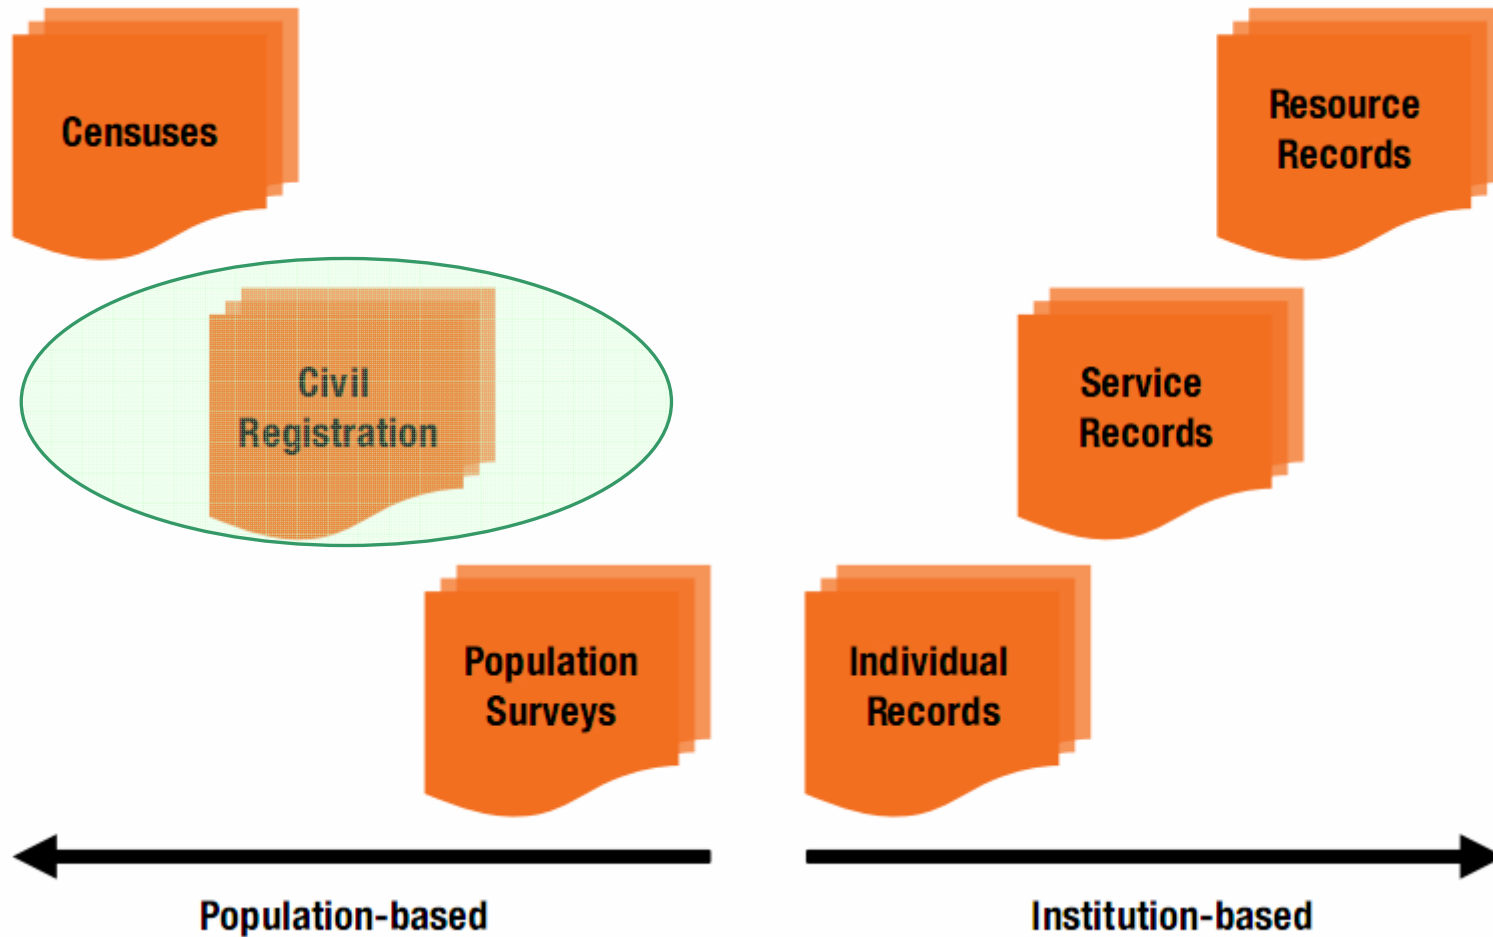 Censuses
Resource
Records
Civil
Registration
Service
Records
Population
Surveys
Individual
Records
Population-based
Institution-based